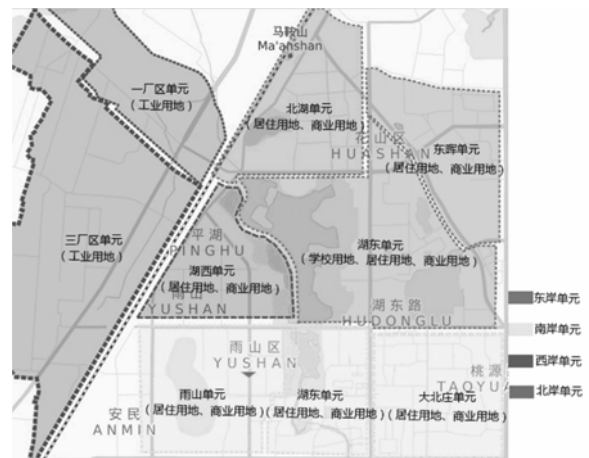 马鞍山
Ma'anshan
一厂区单元
(工业用地)
北湖单元
(居住用地、商业用地)
花山区
HUASHAN
东晖单元
(居住用地、商业用地)
平湖
PINGHU
三厂区单元
(工业用地)
湖东单元
(学校用地、居住用地、商业用地)
湖西单元
(居住用地、商业用地)
雨山
YUSHAN
湖东路
HUDONGLU
东岸单元
南岸单元
西岸单元
北岸单元
雨山区
YUSHAN
桃源
TAOYUA
雨山单元
(居住用地、商业用地)
湖东单元
(居住用地、商业用地)
大北庄单元
(居住用地、商业用地)
安民
ANMIN